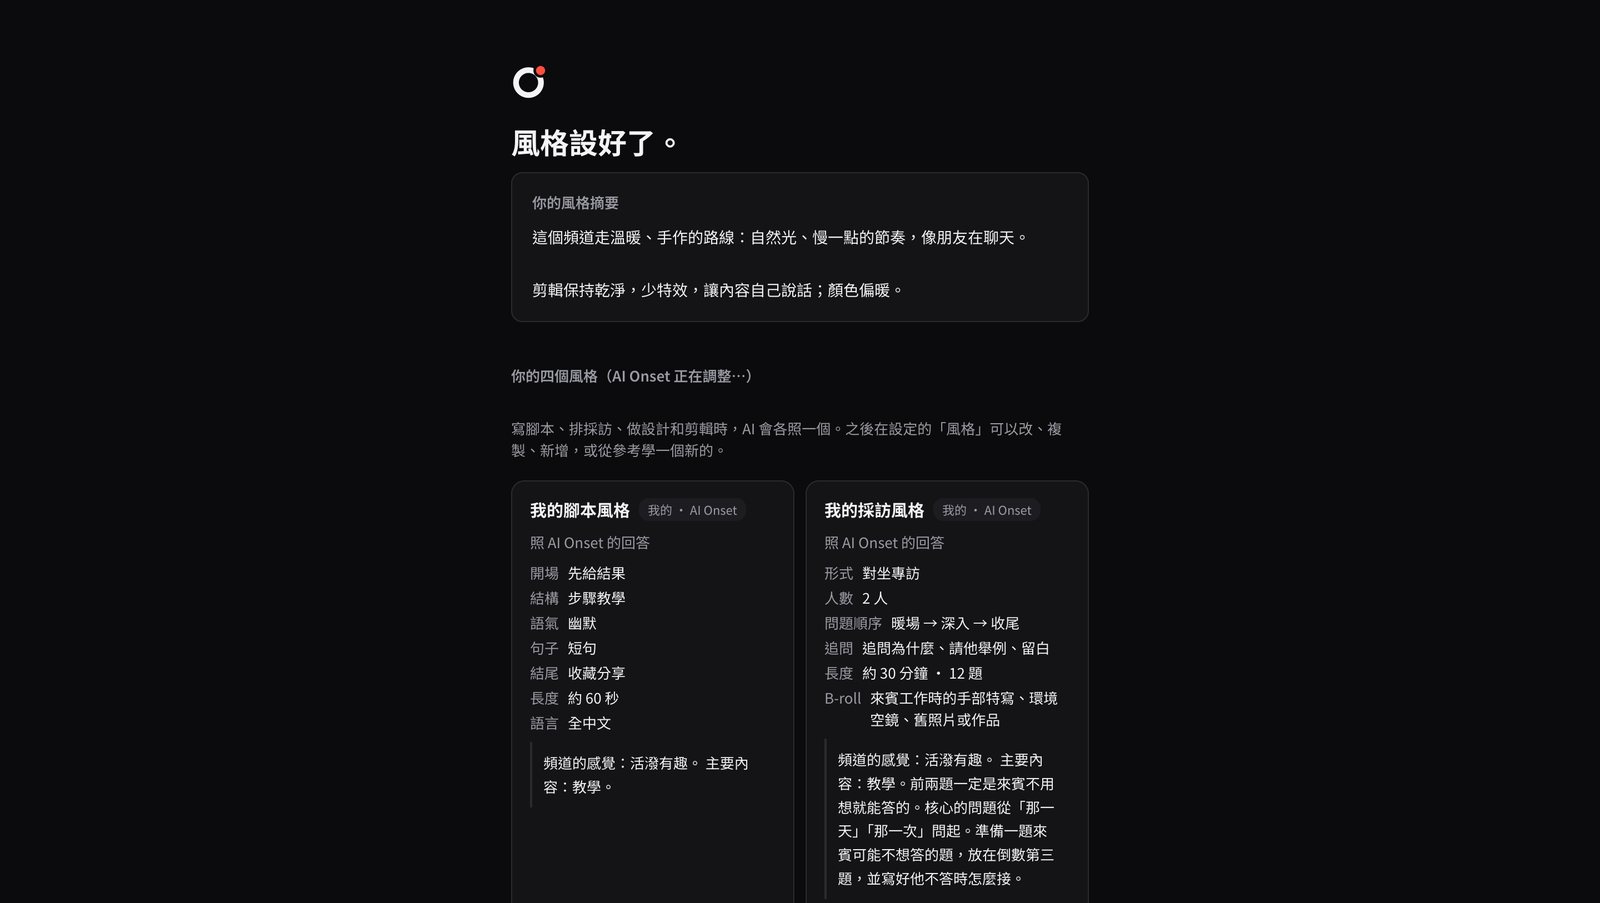 風格設好了。
你的風格摘要
這個頻道走溫暖、手作的路線：自然光、慢一點的節奏，像朋友在聊天。
剪輯保持乾淨，少特效，讓內容自己說話；顏色偏暖。
你的四個風格（AI Onset 正在調整…）
寫腳本、排採訪、做設計和剪輯時，AI 會各照一個。之後在設定的「風格」可以改、複
製、新增，或從參考學一個新的。
我的腳本風格 我的 · AI Onset
照 AI Onset 的回答
開場 先給結果
結構 步驟教學
語氣 幽默
句子 短句
結尾 收藏分享
長度 約 60 秒
語言 全中文
頻道的感覺：活潑有趣。 主要內
容：教學。
我的採訪風格 我的 · AI Onset
照 AI Onset 的回答
形式 對坐專訪
人數 2 人
問題順序 暖場 → 深入 → 收尾
追問 追問為什麼、請他舉例、留白
長度 約 30 分鐘 · 12 題
B-roll 來賓工作時的手部特寫、環境
空鏡、舊照片或作品
頻道的感覺：活潑有趣。 主要內
容：教學。前兩題一定是來賓不用
想就能答的。核心的問題從「那一
天」「那一次」問起。準備一題來
賓可能不想答的題，放在倒數第三
題，並寫好他不答時怎麼接。